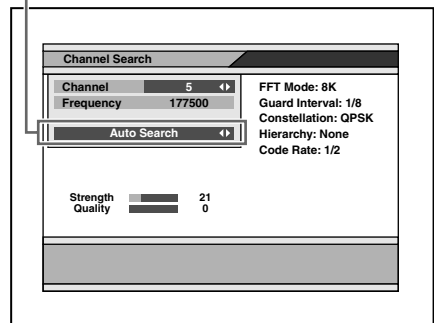 Channel Search
Channel 5
Frequency 177500
Auto Search
FFT Mode: 8K
Guard Interval: 1/8
Constellation: QPSK
Hierarchy: None
Code Rate: 1/2
Strength 21
Quality 0